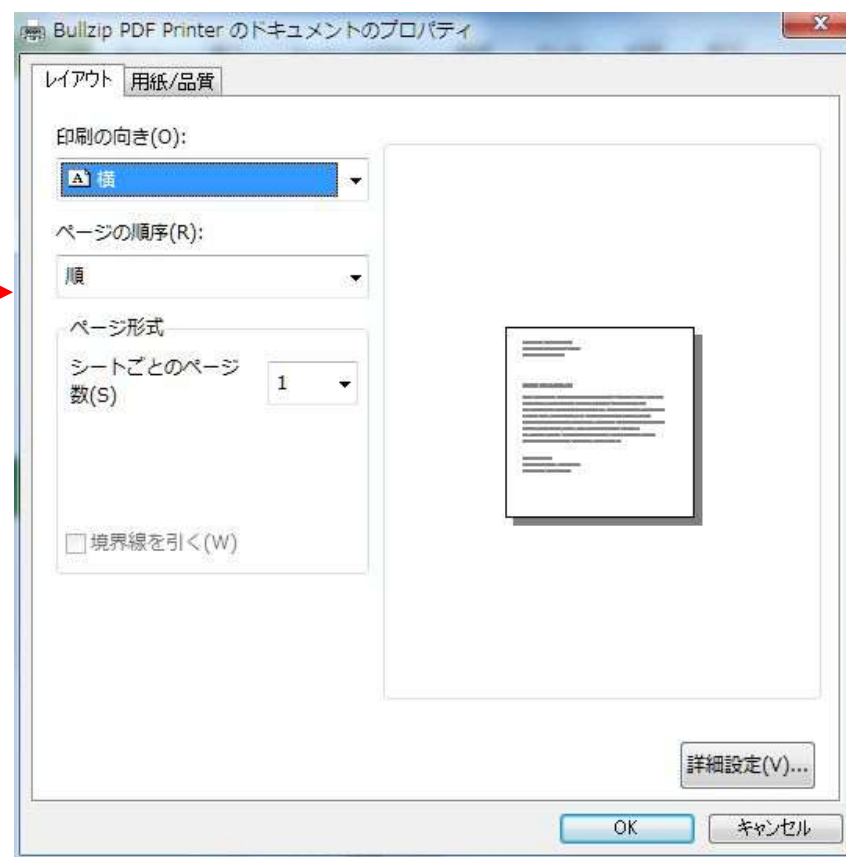 Bullzip PDF Printer のドキュメントのプロパティ
レイアウト 用紙/品質
印刷の向き(O):
A 横
ページの順序(R):
順
ページ形式
シートごとのページ
数(S)
1
境界線を引く(W)
詳細設定(V)...
OK キャンセル